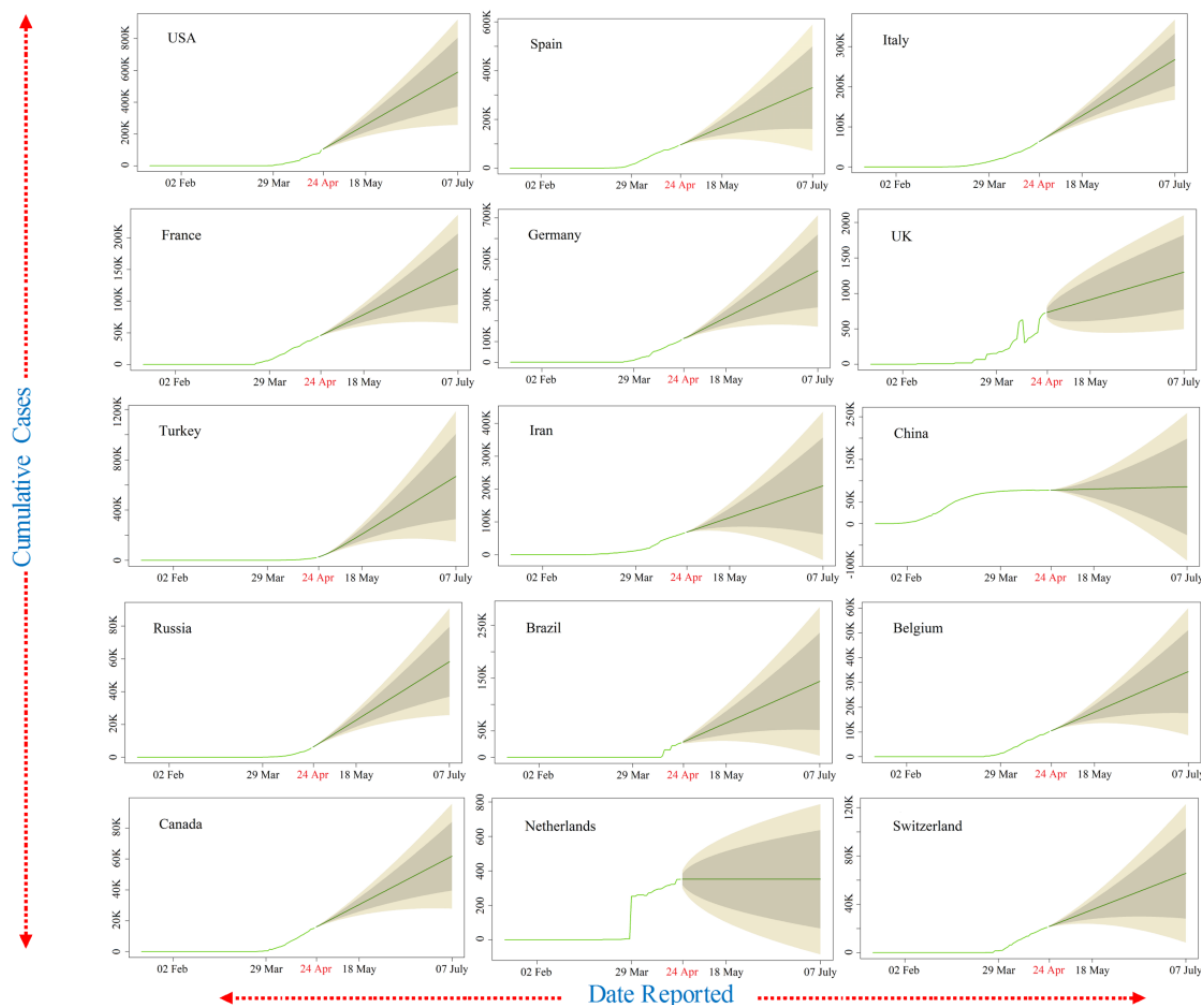 Cumulative Cases
USA
0 200K 400K 600K 800K
02 Feb 29 Mar 24 Apr 18 May 07 July
Spain
0 200K 400K 600K
02 Feb 29 Mar 24 Apr 18 May 07 July
Italy
0 100K 200K 300K
02 Feb 29 Mar 24 Apr 18 May 07 July
France
0 50K 100K 150K 200K
02 Feb 29 Mar 24 Apr 18 May 07 July
Germany
0 100K 300K 500K 700K
02 Feb 29 Mar 24 Apr 18 May 07 July
UK
0 500 1000 1500 2000
02 Feb 29 Mar 24 Apr 18 May 07 July
Turkey
0 400K 800K 1200K
02 Feb 29 Mar 24 Apr 18 May 07 July
Iran
0 100K 200K 300K 400K
02 Feb 29 Mar 24 Apr 18 May 07 July
China
-100K 0 50K 150K 250K
02 Feb 29 Mar 24 Apr 18 May 07 July
Russia
0 20K 40K 60K 80K
02 Feb 29 Mar 24 Apr 18 May 07 July
Brazil
0 50K 150K 250K
02 Feb 29 Mar 24 Apr 18 May 07 July
Belgium
0 10K 20K 30K 40K 50K 60K
02 Feb 29 Mar 24 Apr 18 May 07 July
Canada
0 20K 40K 60K 80K
02 Feb 29 Mar 24 Apr 18 May 07 July
Netherlands
0 200 400 600 800
02 Feb 29 Mar 24 Apr 18 May 07 July
Switzerland
0 40K 80K 120K
02 Feb 29 Mar 24 Apr 18 May 07 July
Date Reported